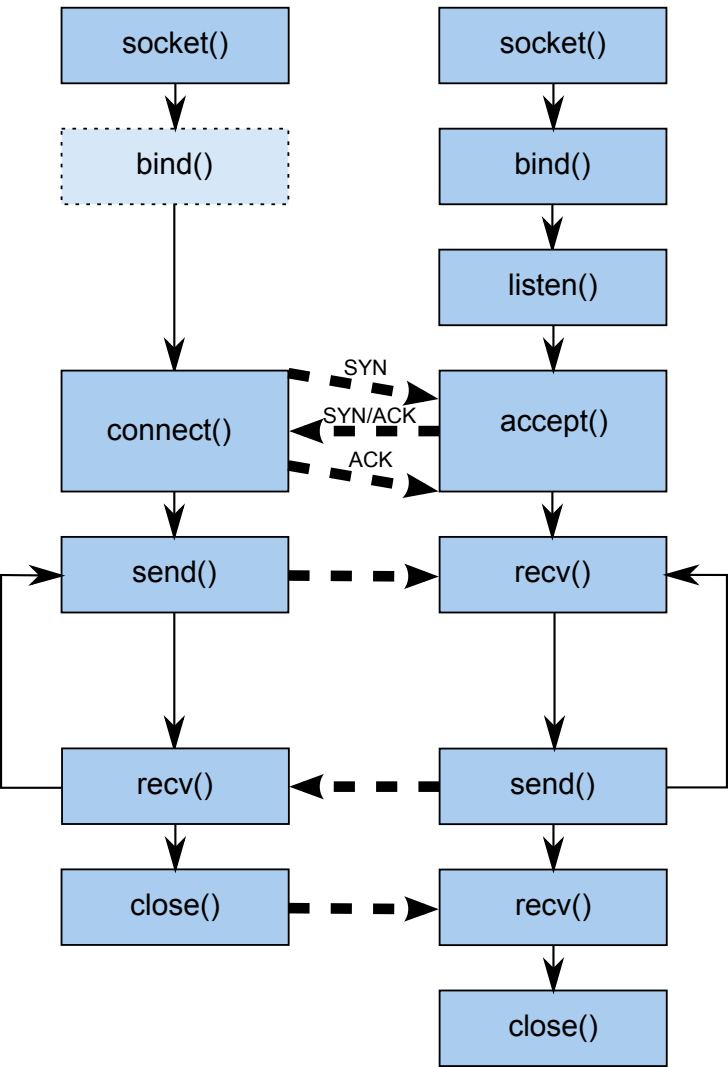 socket()
socket()
bind()
bind()
listen()
SYN
SYN/ACK
connect()
accept()
ACK
send()
recv()
recv()
send()
close()
recv()
close()